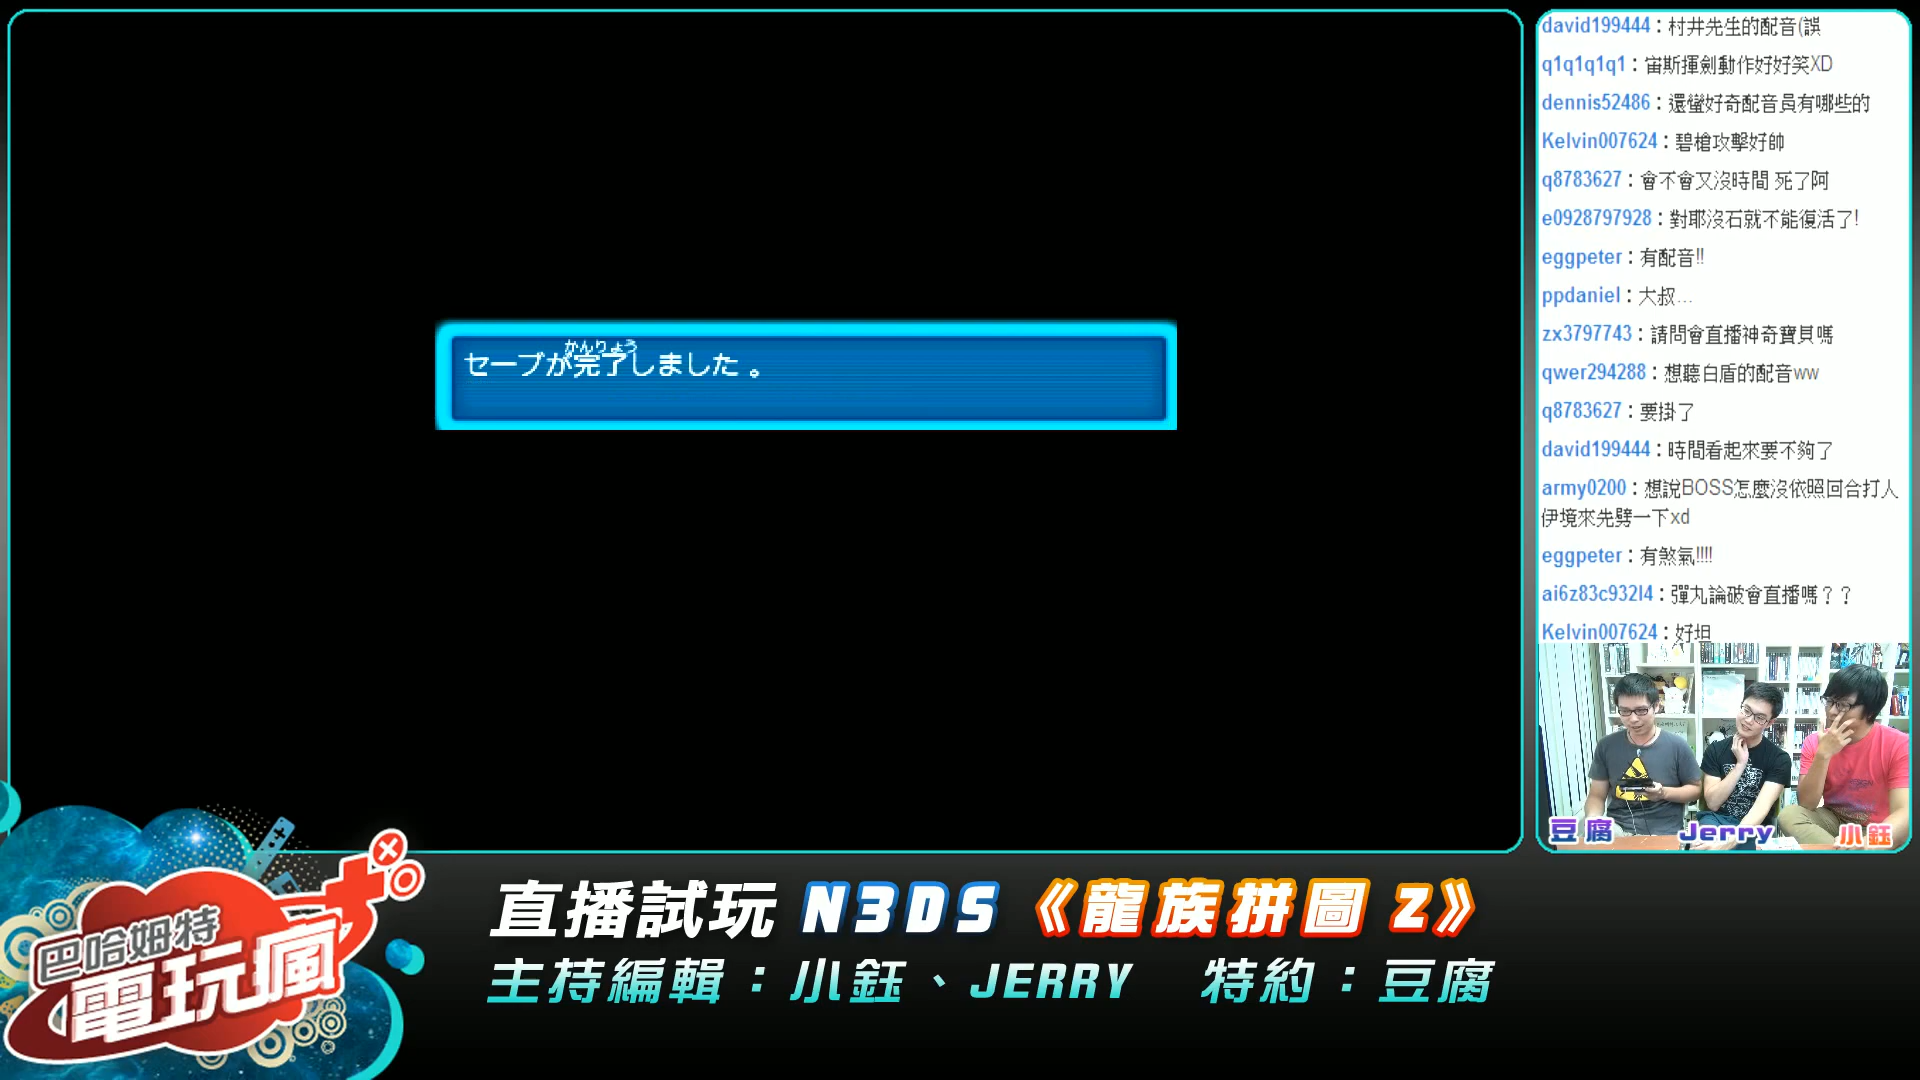 かんりょう
セーブが完了しました。
david199444：村井先生的配音(誤
q1q1q1q1：宙斯揮劍動作好好笑XD
dennis52486：還蠻好奇配音員有哪些的
Kelvin007624：碧槍攻擊好帥
q8783627：會不會又沒時間 死了阿
e0928797928：對耶沒石就不能復活了!
eggpeter：有配音!!
ppdaniel：大叔...
zx3797743：請問會直播神奇寶貝嗎
qwer294288：想聽白盾的配音ww
q8783627：要掛了
david199444：時間看起來要不夠了
army0200：想說BOSS怎麼沒依照回合打人
伊境來先劈一下xd
eggpeter：有煞氣!!!!
ai6z83c932l4：彈丸論破會直播嗎？？
Kelvin007624：好坦
豆腐
Jerry
小鈺
巴哈姆特
電玩瘋
直播試玩 N3DS《龍族拼圖 Z》
主持編輯：小鈺、JERRY 特約：豆腐